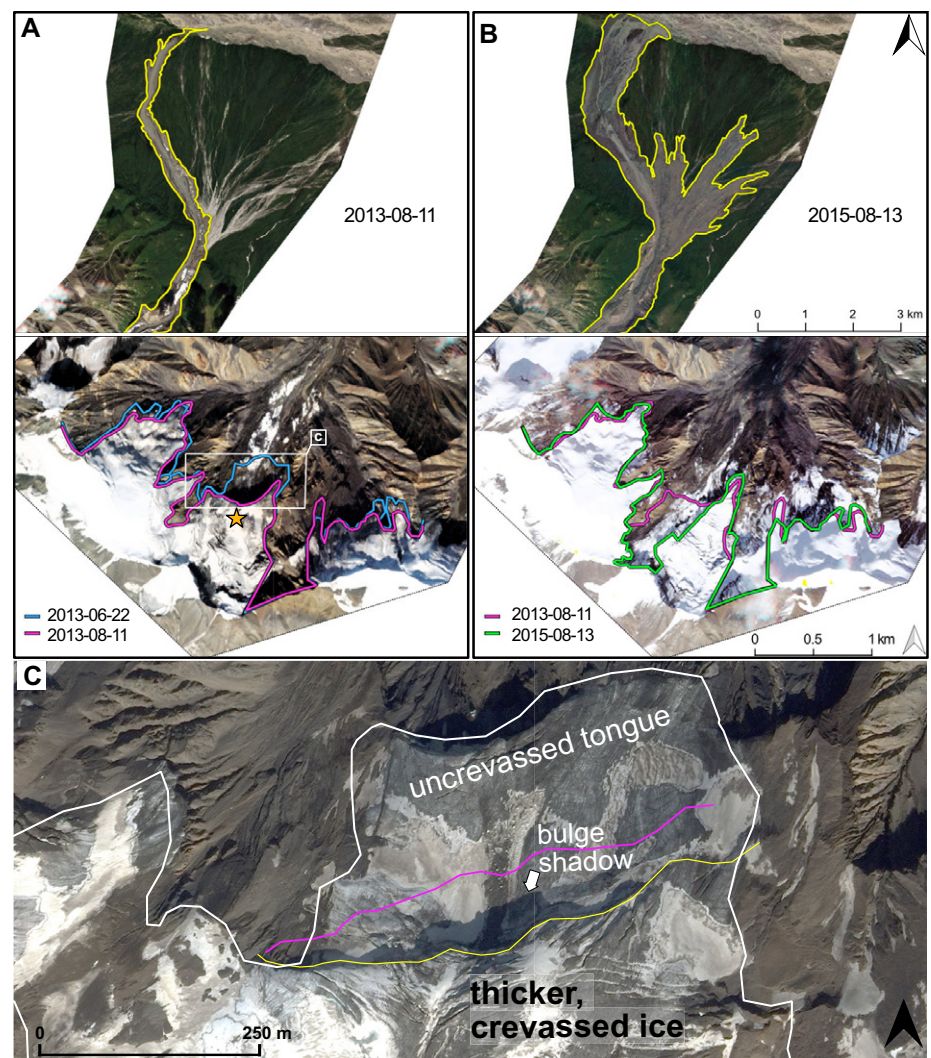 A
B
2013-08-11
2015-08-13
0 1 2 3 km
C
2013-06-22
2013-08-11
2013-08-11
2015-08-13
0 0.5 1 km
C
uncrevassed tongue
bulge
shadow
thicker,
crevassed ice
0 250 m